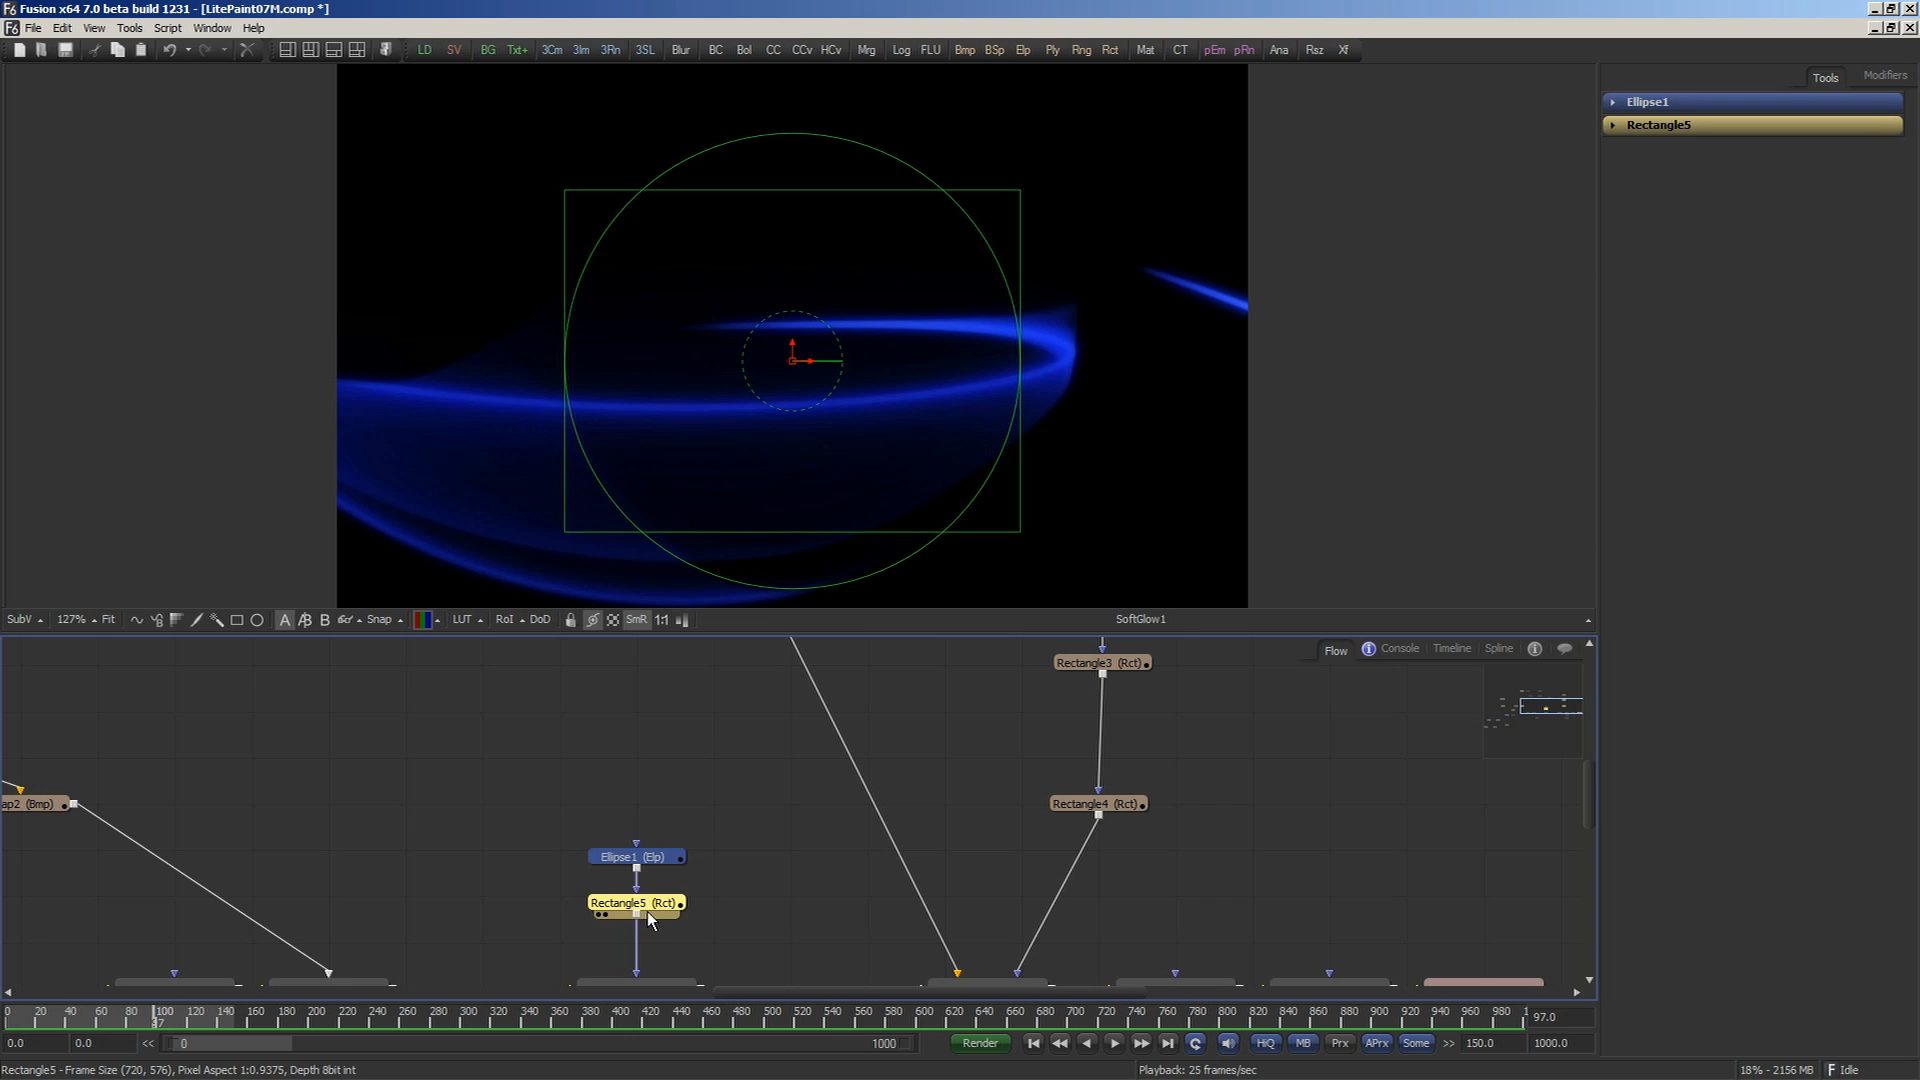 Fusion x64 7.0 beta build 1231 - [LitePaint07M.comp *]
File Edit View Tools Script Window Help
LD SV BG Txt+ 3Cm 3Im 3Rn 3SL Blur BC Bol CC CCv HCv Mrg Log FLU Bmp BSp Elp Ply Rng Rct Mat CT pEm pRn Ana Rsz Xf
Tools Modifiers
Ellipse1
Rectangle5
SubV 127% Fit A B Snap LUT RoI DoD SmR 1:1 SoftGlow1
Flow Console Timeline Spline
Rectangle3 (Rct)
ap2 (Bmp)
Rectangle4 (Rct)
Ellipse1 (Elp)
Rectangle5 (Rct)
0 20 40 60 80 100 120 140 160 180 200 220 240 260 280 300 320 340 360 380 400 420 440 460 480 500 520 540 560 580 600 620 640 660 680 700 720 740 760 780 800 820 840 860 880 900 920 940 960 980 97.0
0.0 0.0 << 0 1000 Render HiQ MB Prx APrx Some >> 150.0 1000.0
Rectangle5 - Frame Size (720, 576), Pixel Aspect 1:0.9375, Depth 8bit int Playback: 25 frames/sec 18% - 2156 MB Idle